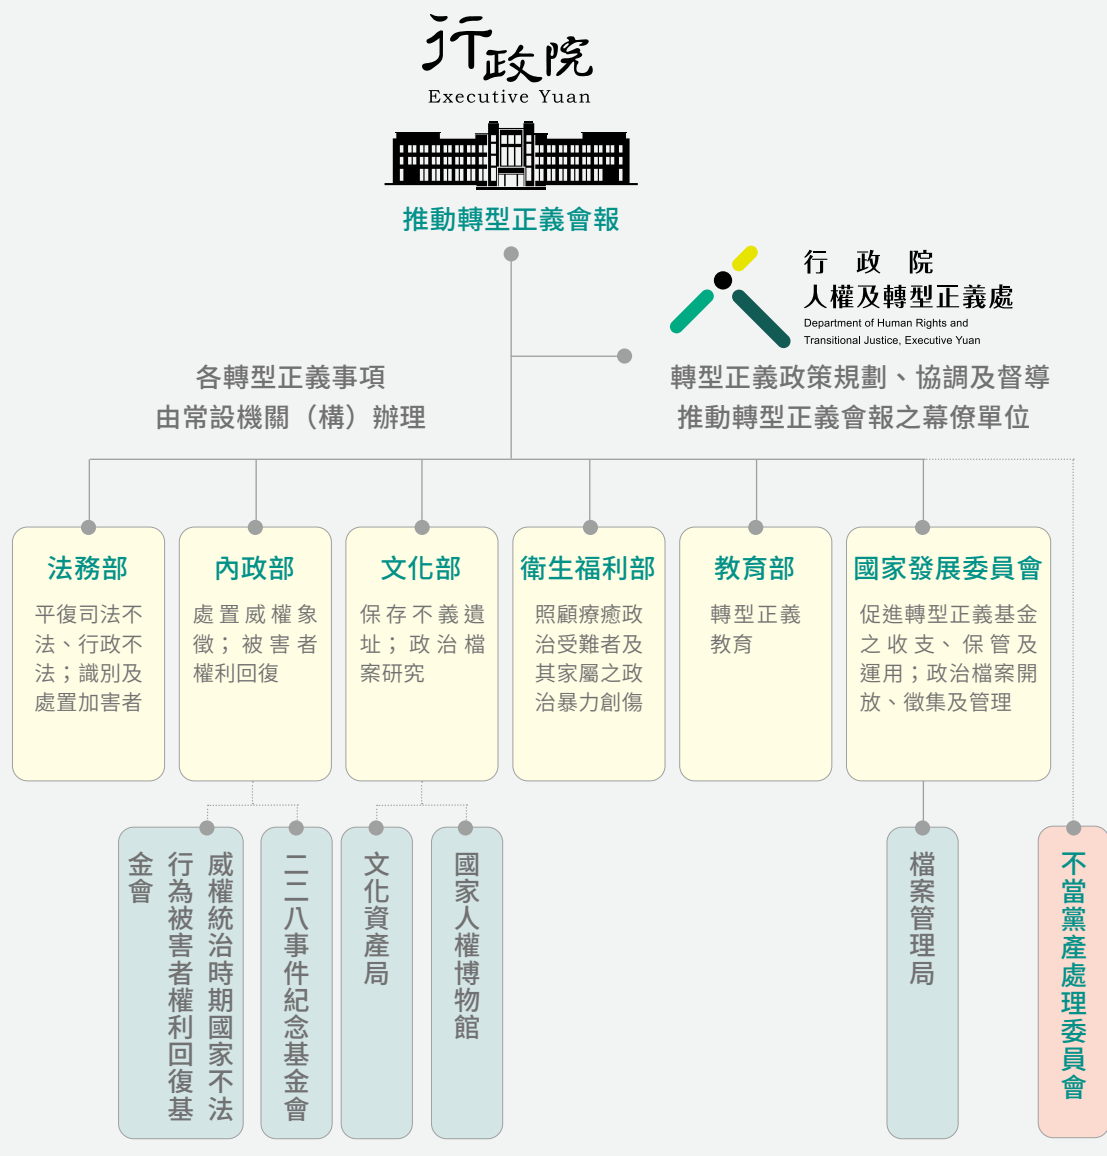 行政院
Executive Yuan
推動轉型正義會報
行政院
人權及轉型正義處
Department of Human Rights and
Transitional Justice, Executive Yuan
各轉型正義事項
由常設機關（構）辦理
轉型正義政策規劃、協調及督導
推動轉型正義會報之幕僚單位
法務部
平復司法不
法、行政不
法；識別及
處置加害者
內政部
處置威權象
徵；被害者
權利回復
文化部
保存不義遺
址；政治檔
案研究
衛生福利部
照顧療癒政
治受難者及
其家屬之政
治暴力創傷
教育部
轉型正義
教育
國家發展委員會
促進轉型正義基金
之收支、保管及
運用；政治檔案開
放、徵集及管理
威權統治時期國家不法
行為被害者權利回復基
金會
二二八事件紀念基金會
文化資產局
國家人權博物館
檔案管理局
不當黨產處理委員會